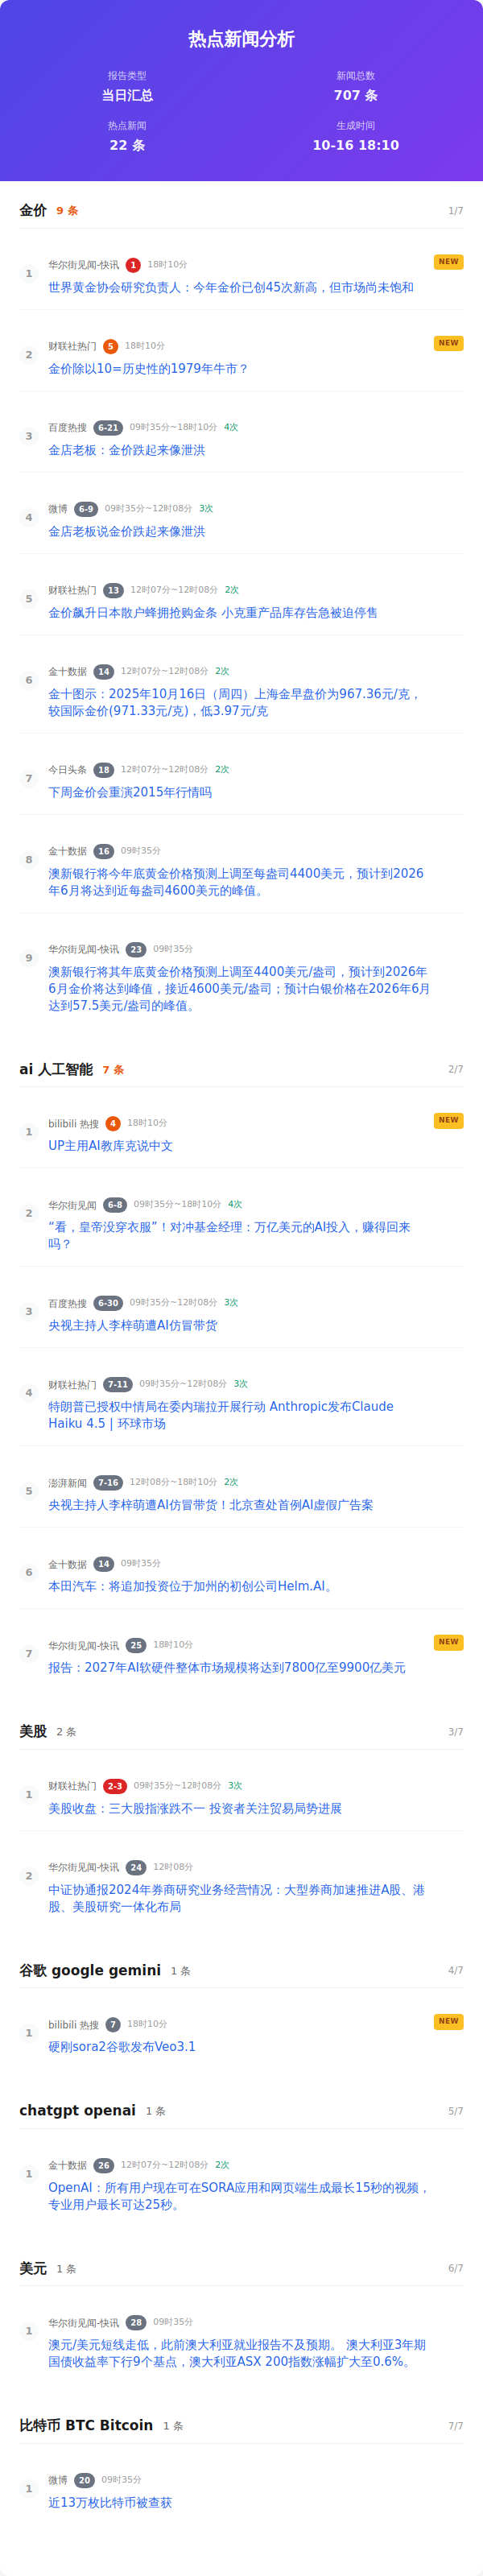 热点新闻分析
报告类型
当日汇总
新闻总数
707 条
热点新闻
22 条
生成时间
10-16 18:10
金价 9 条 1/7
1 华尔街见闻-快讯 1 18时10分 NEW
世界黄金协会研究负责人：今年金价已创45次新高，但市场尚未饱和
2 财联社热门 5 18时10分 NEW
金价除以10=历史性的1979年牛市？
3 百度热搜 6-21 09时35分~18时10分 4次
金店老板：金价跌起来像泄洪
4 微博 6-9 09时35分~12时08分 3次
金店老板说金价跌起来像泄洪
5 财联社热门 13 12时07分~12时08分 2次
金价飙升日本散户蜂拥抢购金条 小克重产品库存告急被迫停售
6 金十数据 14 12时07分~12时08分 2次
金十图示：2025年10月16日（周四）上海金早盘价为967.36元/克，
较国际金价(971.33元/克)，低3.97元/克
7 今日头条 18 12时07分~12时08分 2次
下周金价会重演2015年行情吗
8 金十数据 16 09时35分
澳新银行将今年底黄金价格预测上调至每盎司4400美元，预计到2026
年6月将达到近每盎司4600美元的峰值。
9 华尔街见闻-快讯 23 09时35分
澳新银行将其年底黄金价格预测上调至4400美元/盎司，预计到2026年
6月金价将达到峰值，接近4600美元/盎司；预计白银价格在2026年6月
达到57.5美元/盎司的峰值。
ai 人工智能 7 条 2/7
1 bilibili 热搜 4 18时10分 NEW
UP主用AI教库克说中文
2 华尔街见闻 6-8 09时35分~18时10分 4次
“看，皇帝没穿衣服”！对冲基金经理：万亿美元的AI投入，赚得回来
吗？
3 百度热搜 6-30 09时35分~12时08分 3次
央视主持人李梓萌遭AI仿冒带货
4 财联社热门 7-11 09时35分~12时08分 3次
特朗普已授权中情局在委内瑞拉开展行动 Anthropic发布Claude
Haiku 4.5 | 环球市场
5 澎湃新闻 7-16 12时08分~18时10分 2次
央视主持人李梓萌遭AI仿冒带货！北京查处首例AI虚假广告案
6 金十数据 14 09时35分
本田汽车：将追加投资位于加州的初创公司Helm.AI。
7 华尔街见闻-快讯 25 18时10分 NEW
报告：2027年AI软硬件整体市场规模将达到7800亿至9900亿美元
美股 2 条 3/7
1 财联社热门 2-3 09时35分~12时08分 3次
美股收盘：三大股指涨跌不一 投资者关注贸易局势进展
2 华尔街见闻-快讯 24 12时08分
中证协通报2024年券商研究业务经营情况：大型券商加速推进A股、港
股、美股研究一体化布局
谷歌 google gemini 1 条 4/7
1 bilibili 热搜 7 18时10分 NEW
硬刚sora2谷歌发布Veo3.1
chatgpt openai 1 条 5/7
1 金十数据 26 12时07分~12时08分 2次
OpenAI：所有用户现在可在SORA应用和网页端生成最长15秒的视频，
专业用户最长可达25秒。
美元 1 条 6/7
1 华尔街见闻-快讯 28 09时35分
澳元/美元短线走低，此前澳大利亚就业报告不及预期。 澳大利亚3年期
国债收益率下行9个基点，澳大利亚ASX 200指数涨幅扩大至0.6%。
比特币 BTC Bitcoin 1 条 7/7
1 微博 20 09时35分
近13万枚比特币被查获